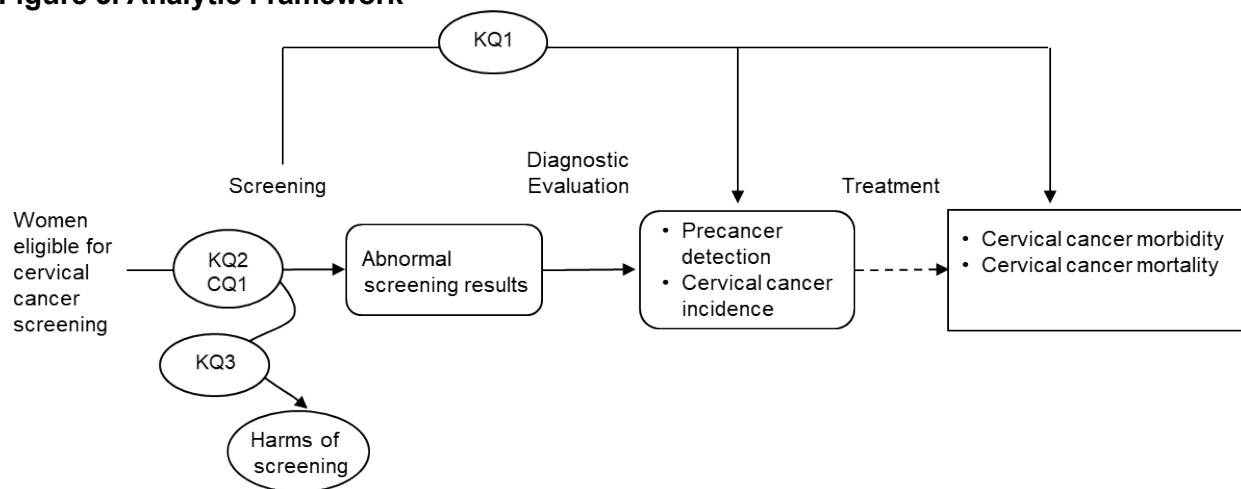 Figure 3. Analytic Framework
KQ1
Screening
Diagnostic
Evaluation
Treatment
Women
eligible for
cervical
cancer
screening
KQ2
CQ1
Abnormal
screening results
• Precancer
detection
• Cervical cancer
incidence
• Cervical cancer morbidity
• Cervical cancer mortality
KQ3
Harms of
screening